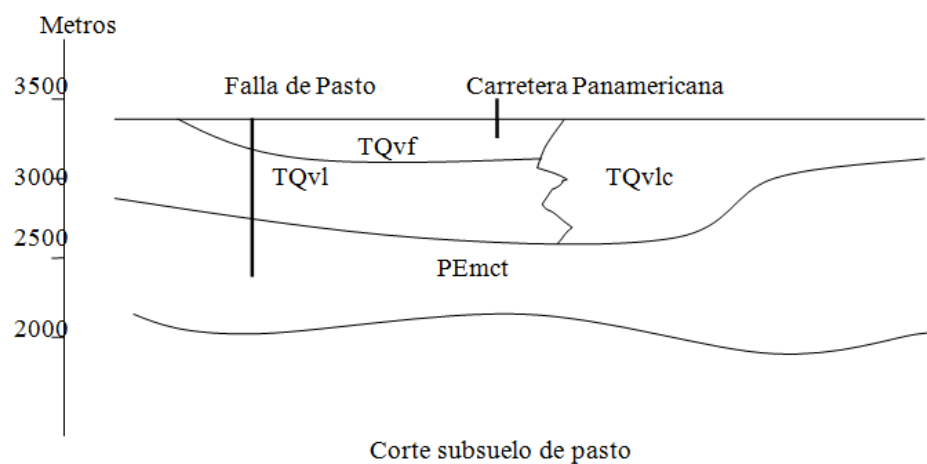 Metros
3500
Falla de Pasto
Carretera Panamericana
TQvf
3000
TQvl
TQvlc
2500
PEmct
2000
Corte subsuelo de pasto